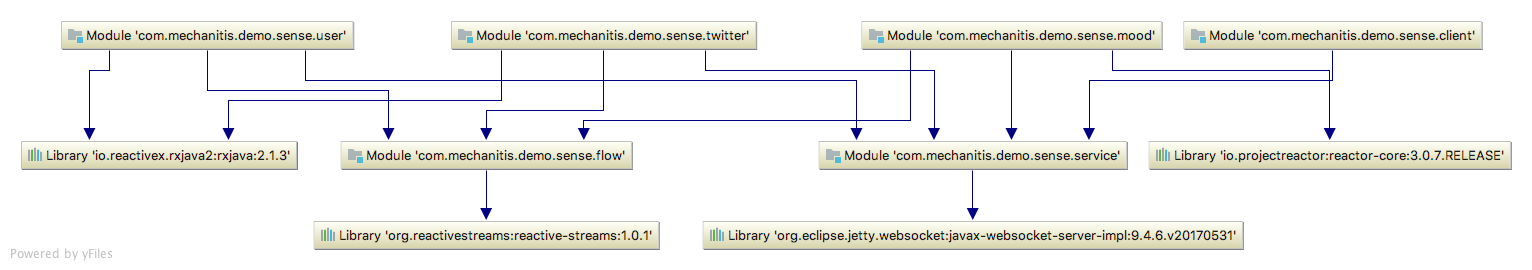 Module 'com.mechanitis.demo.sense.user'
Module 'com.mechanitis.demo.sense.twitter'
Module 'com.mechanitis.demo.sense.mood'
Module 'com.mechanitis.demo.sense.client'
Library 'io.reactivex.rxjava2:rxjava:2.1.3'
Module 'com.mechanitis.demo.sense.flow'
Module 'com.mechanitis.demo.sense.service'
Library 'io.projectreactor:reactor-core:3.0.7.RELEASE'
Library 'org.reactivestreams:reactive-streams:1.0.1'
Library 'org.eclipse.jetty.websocket:javax-websocket-server-impl:9.4.6.v20170531'
Powered by yFiles